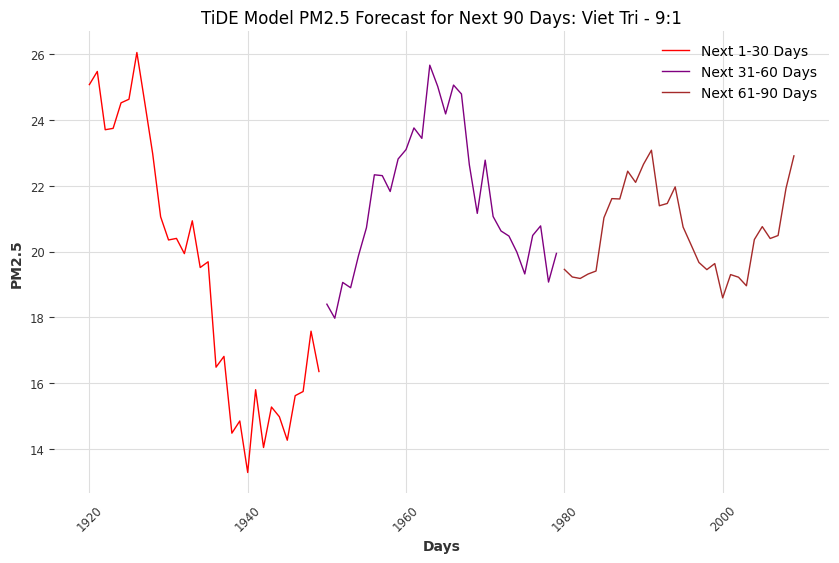 TiDE Model PM2.5 Forecast for Next 90 Days: Viet Tri - 9:1
Next 1-30 Days
Next 31-60 Days
Next 61-90 Days
PM2.5
26
24
22
20
18
16
14
1920
1940
1960
1980
2000
Days